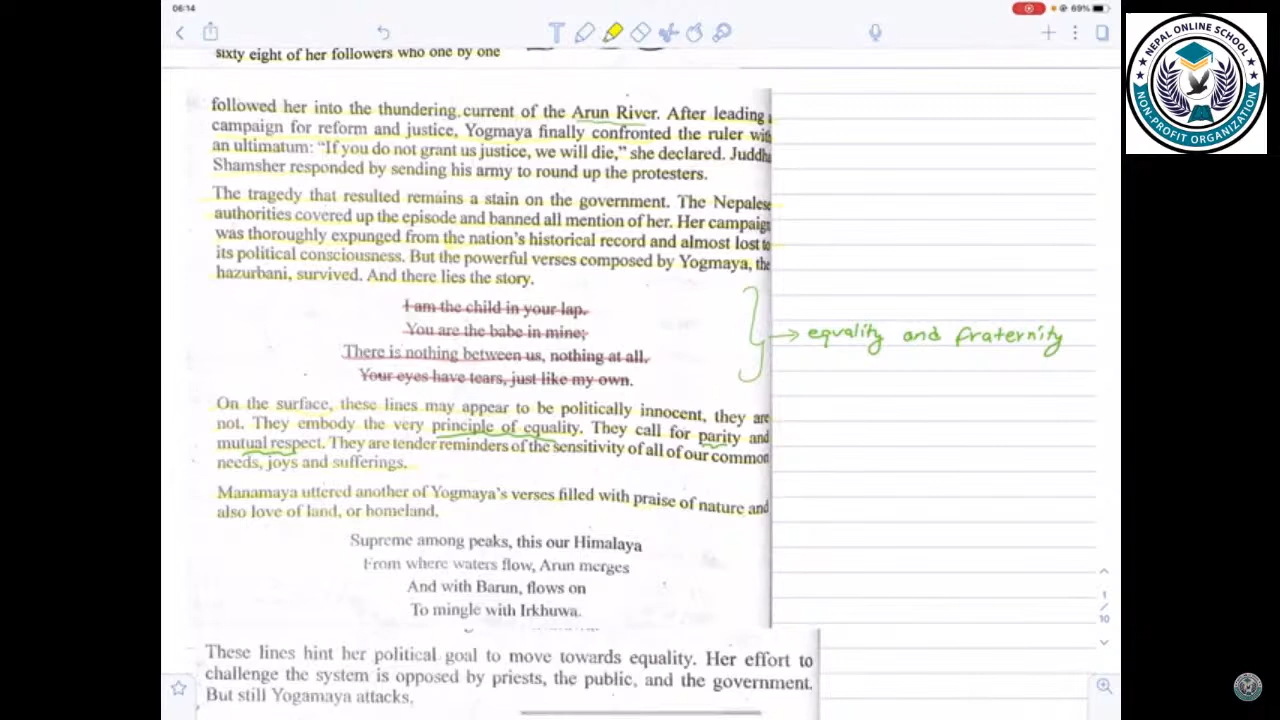 06:14
69%
sixty eight of her followers who one by one
followed her into the thundering current of the Arun River. After leading
campaign for reform and justice, Yogmaya finally confronted the ruler with
an ultimatum: “If you do not grant us justice, we will die,” she declared. Juddha
Shamsher responded by sending his army to round up the protesters.
The tragedy that resulted remains a stain on the government. The Nepalese
authorities covered up the episode and banned all mention of her. Her campaign
was thoroughly expunged from the nation's historical record and almost lost to
its political consciousness. But the powerful verses composed by Yogmaya, the
hazurbani, survived. And there lies the story.
I am the child in your lap.
You are the babe in mine;
There is nothing between us, nothing at all.
Your eyes have tears, just like my own.
equality and fraternity
On the surface, these lines may appear to be politically innocent, they are
not. They embody the very principle of equality. They call for parity and
mutual respect. They are tender reminders of the sensitivity of all of our common
needs, joys and sufferings.
Manamaya uttered another of Yogmaya's verses filled with praise of nature and
also love of land, or homeland.
Supreme among peaks, this our Himalaya
From where waters flow, Arun merges
And with Barun, flows on
To mingle with Irkhuwa.
These lines hint her political goal to move towards equality. Her effort to
challenge the system is opposed by priests, the public, and the government.
But still Yogamaya attacks,
1
/
10
NEPAL ONLINE SCHOOL
NON-PROFIT ORGANIZATION